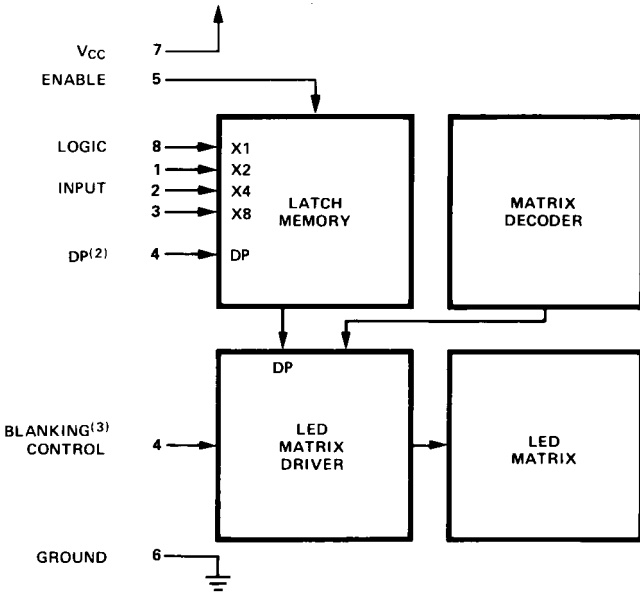 VCC 7
ENABLE 5
LOGIC 8 X1
1 X2
INPUT 2 X4
3 X8
DP(2) 4 DP
LATCH
MEMORY
MATRIX
DECODER
DP
BLANKING(3)
CONTROL 4
LED
MATRIX
DRIVER
LED
MATRIX
GROUND 6